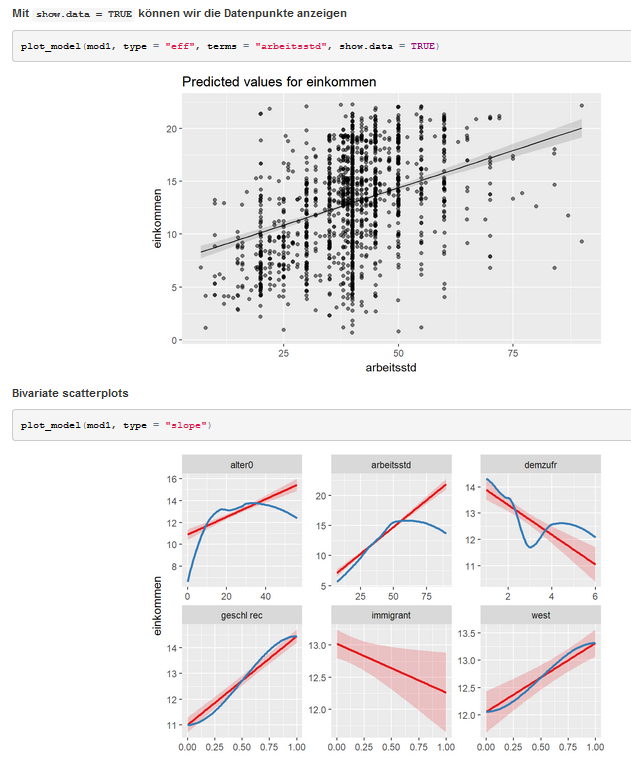 Mit show.data = TRUE können wir die Datenpunkte anzeigen
plot_model(mod1, type = "eff", terms = "arbeitsstd", show.data = TRUE)
Predicted values for einkommen
20
15
10
5
0
einkommen
25 50 75
arbeitsstd
Bivariate scatterplots
plot_model(mod1, type = "slope")
alter0 arbeitsstd demzufr
16
14
12
10
8
0 20 40
20
15
10
5
25 50 75
14
13
12
11
2 4 6
einkommen
geschl rec immigrant west
14
13
12
11
0.00 0.25 0.50 0.75 1.00
13.0
12.5
12.0
0.00 0.25 0.50 0.75 1.00
13.5
13.0
12.5
12.0
0.00 0.25 0.50 0.75 1.00